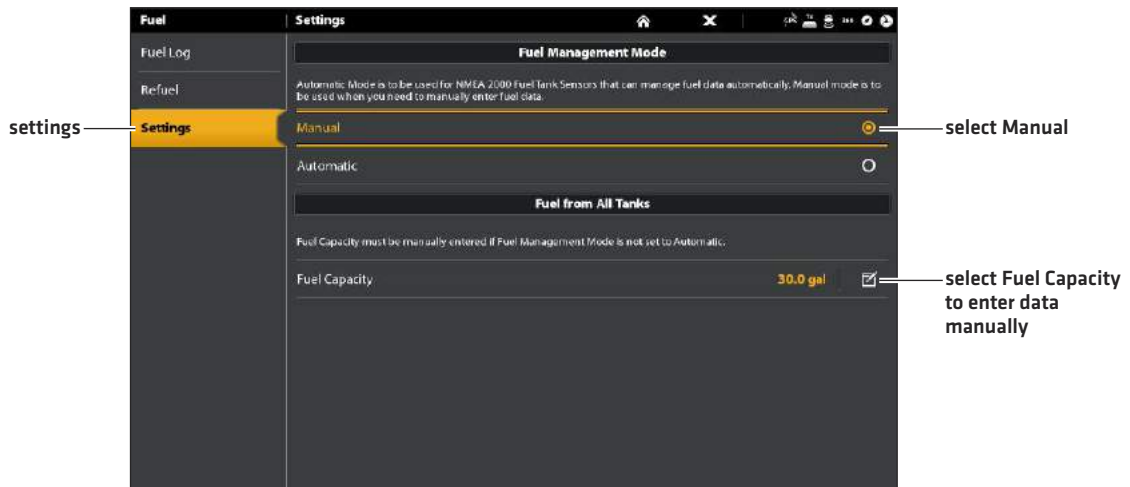 Fuel
Settings
Fuel Log
Refuel
Settings
Fuel Management Mode
Automatic Mode is to be used for NMEA 2000 Fuel Tank Sensors that can manage fuel data automatically. Manual mode is to
be used when you need to manually enter fuel data.
Manual
Automatic
Fuel from All Tanks
Fuel Capacity must be manually entered if Fuel Management Mode is not set to Automatic.
Fuel Capacity
30.0 gal
settings
select Manual
select Fuel Capacity
to enter data
manually